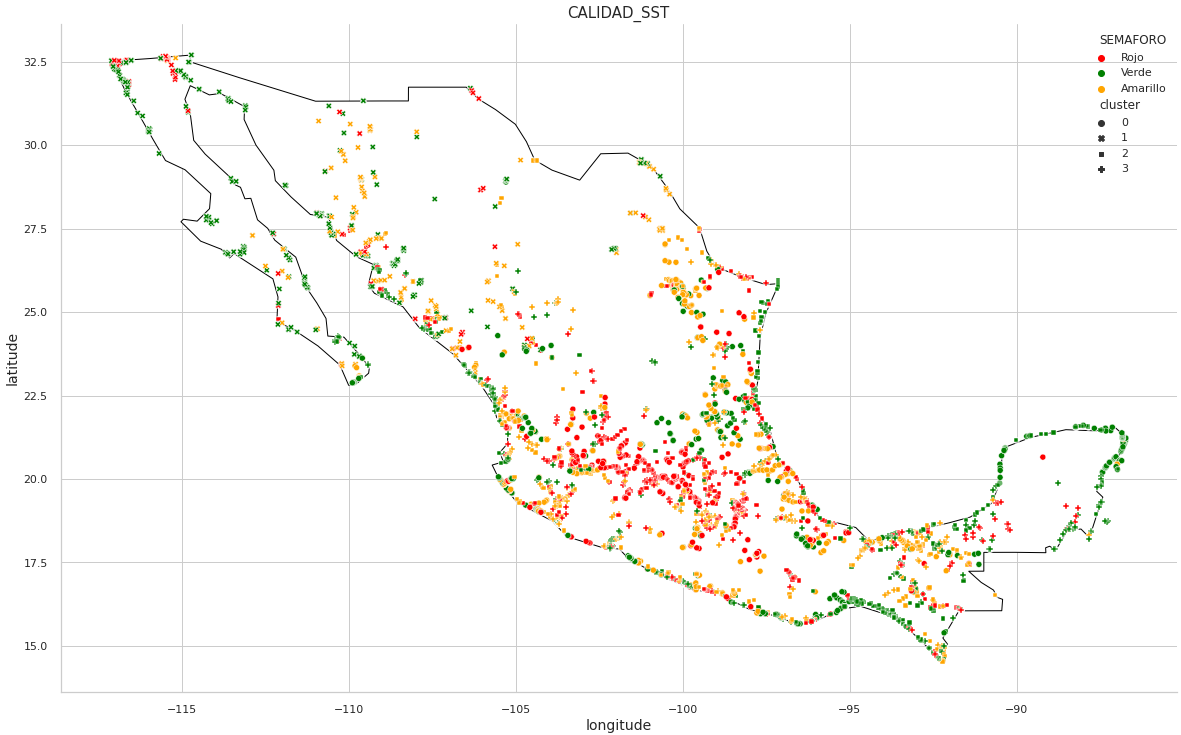 CALIDAD_SST
SEMAFORO
Rojo
Verde
Amarillo
cluster
0
1
2
3
32.5
30.0
27.5
25.0
22.5
20.0
17.5
15.0
latitude
−115
−110
−105
−100
−95
−90
longitude